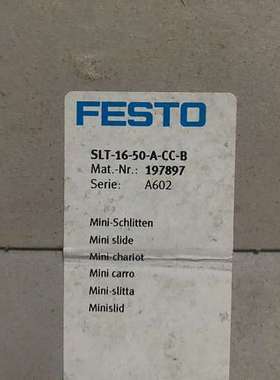 FESTO
SLT-16-50-A-CC-B
Mat.-Nr.: 197897
Serie: A602
Mini-Schlitten
Mini slide
Mini-chariot
Mini carro
Mini-slitta
Minislid